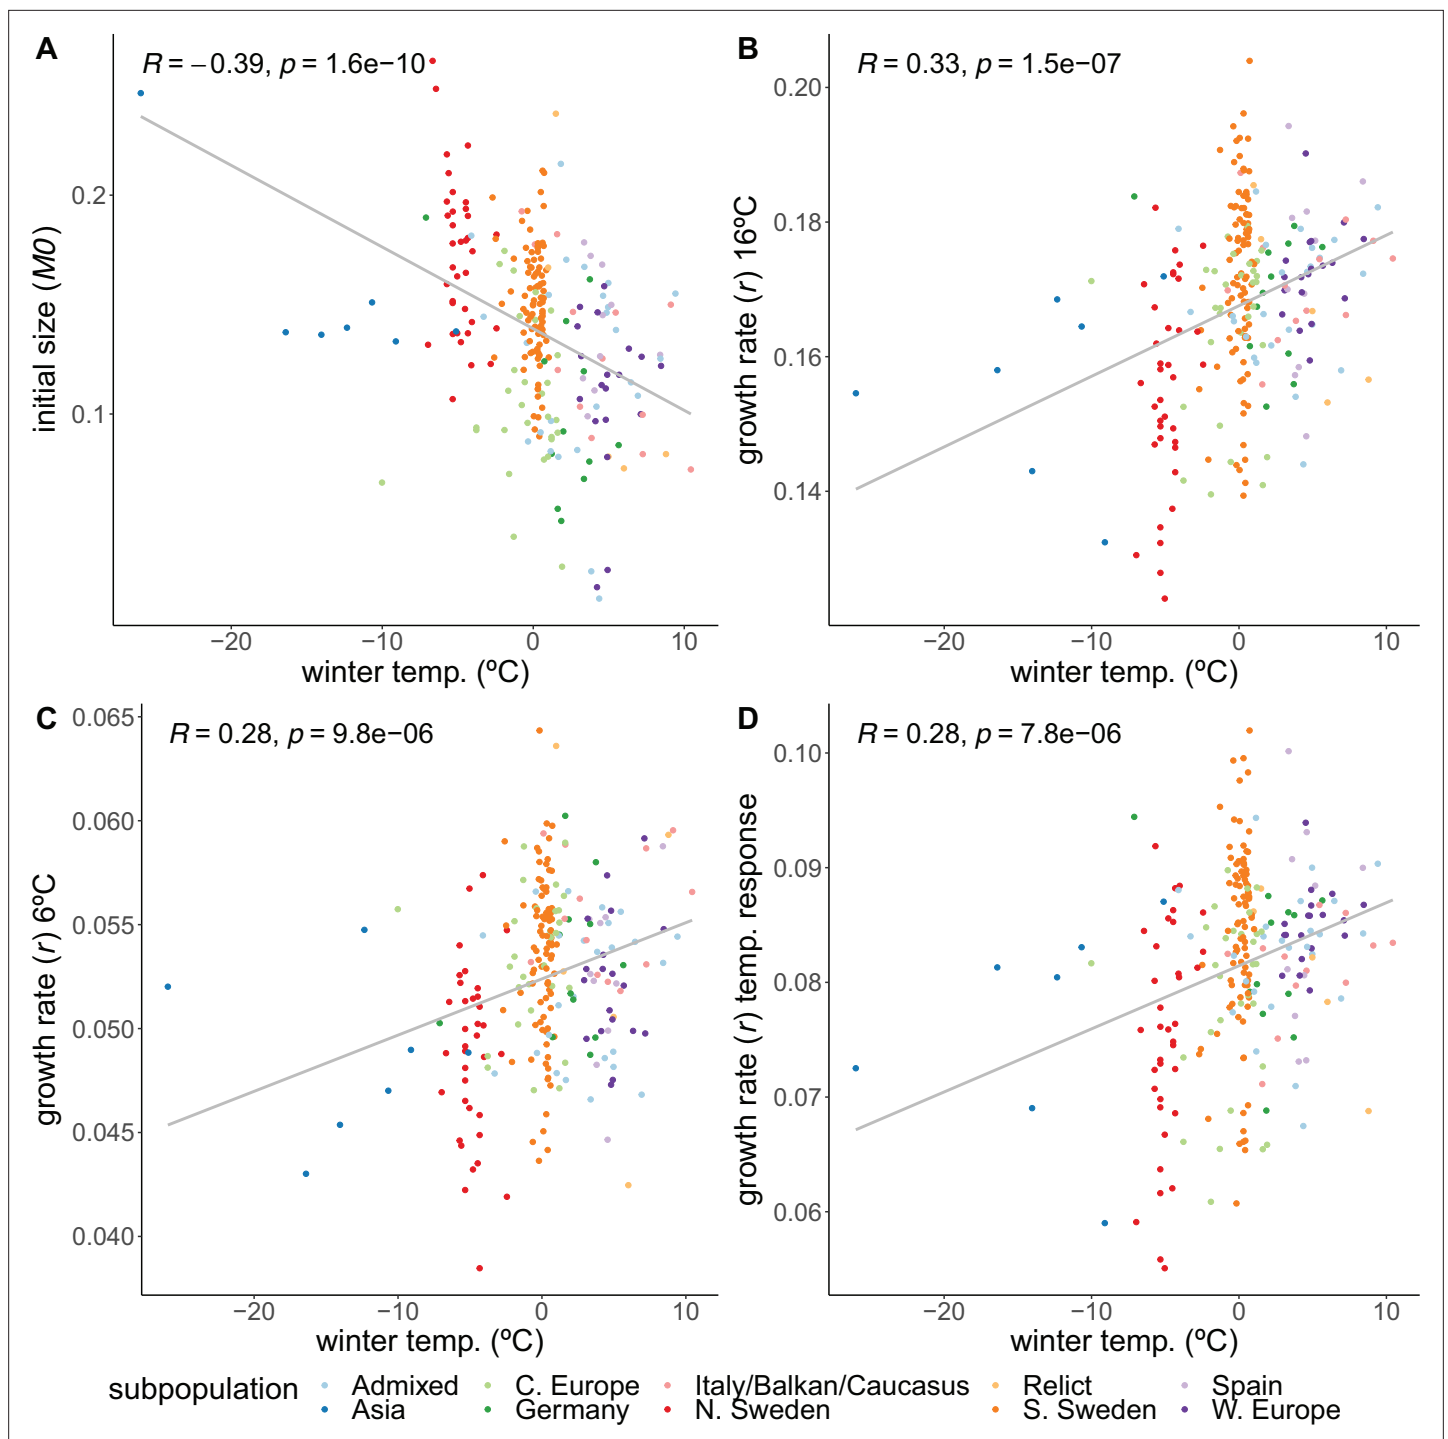 A
R = −0.39, p = 1.6e−10
initial size (M0)
0.2
0.1
−20 −10 0 10
winter temp. (ºC)
B
R = 0.33, p = 1.5e−07
growth rate (r) 16ºC
0.20
0.18
0.16
0.14
−20 −10 0 10
winter temp. (ºC)
C
R = 0.28, p = 9.8e−06
growth rate (r) 6ºC
0.065
0.060
0.055
0.050
0.045
0.040
−20 −10 0 10
winter temp. (ºC)
D
R = 0.28, p = 7.8e−06
growth rate (r) temp. response
0.10
0.09
0.08
0.07
0.06
−20 −10 0 10
winter temp. (ºC)
subpopulation
Admixed C. Europe Italy/Balkan/Caucasus Relict Spain
Asia Germany N. Sweden S. Sweden W. Europe